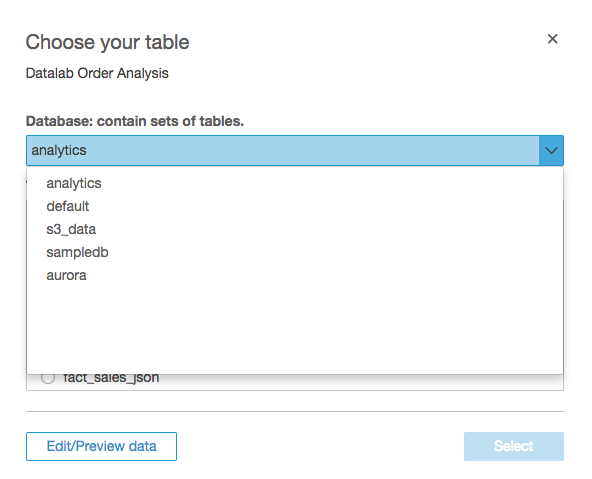 Choose your table
Datalab Order Analysis
Database: contain sets of tables.
analytics
analytics
default
s3_data
sampledb
aurora
fact_sales_json
Edit/Preview data
Select